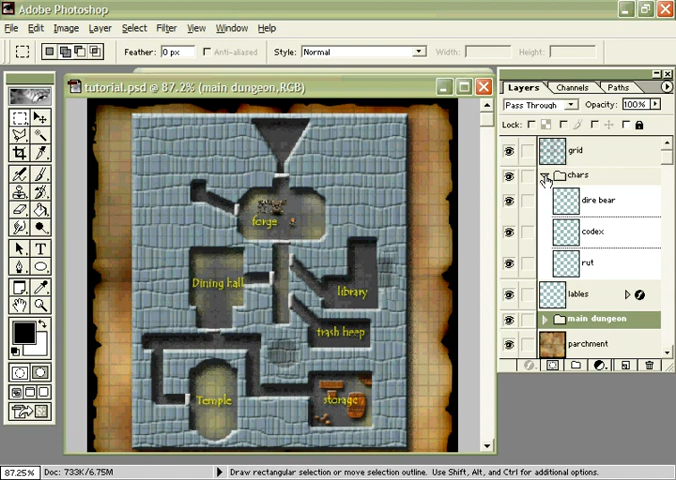 Adobe Photoshop
File Edit Image Layer Select Filter View Window Help
Feather: 0 px Anti-aliased Style: Normal Width: Height:
tutorial.psd @ 87.2% (main dungeon,RGB)
Layers Channels Paths
Pass Through Opacity: 100%
Lock:
grid
chars
dire bear
codex
rut
lables
main dungeon
parchment
forge
Dining hall
library
trash heep
Temple
storage
87.25% Doc: 733K/6.75M Draw rectangular selection or move selection outline. Use Shift, Alt, and Ctrl for additional options.